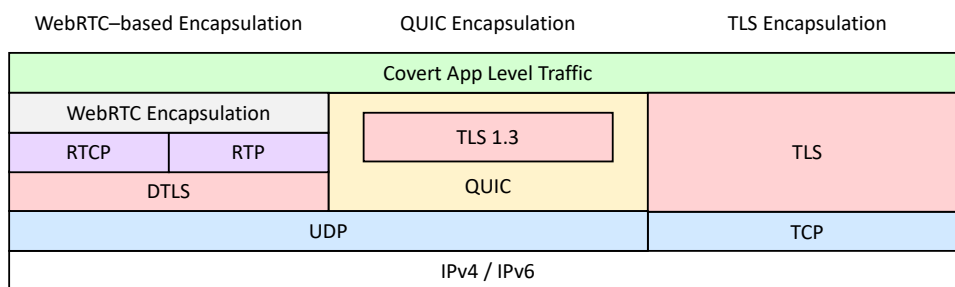 WebRTC–based Encapsulation QUIC Encapsulation TLS Encapsulation
Covert App Level Traffic
WebRTC Encapsulation
RTCP RTP
DTLS
TLS 1.3
QUIC
TLS
UDP TCP
IPv4 / IPv6